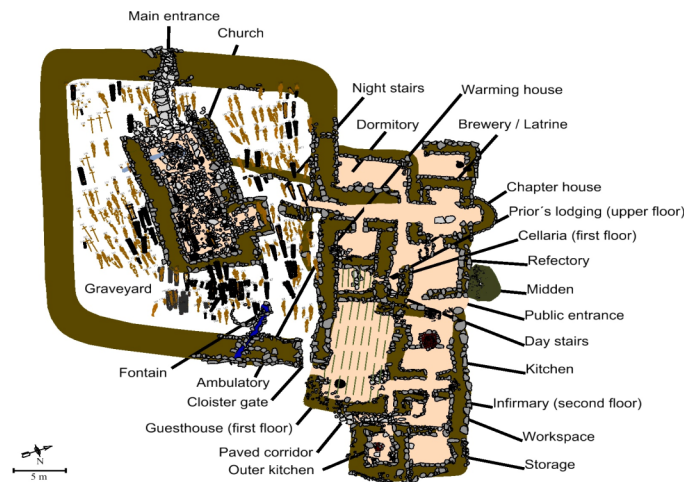 Main entrance
Church
Night stairs
Warming house
Dormitory
Brewery / Latrine
Chapter house
Prior´s lodging (upper floor)
Cellaria (first floor)
Refectory
Midden
Public entrance
Day stairs
Kitchen
Infirmary (second floor)
Workspace
Storage
Graveyard
Fontain
Ambulatory
Cloister gate
Guesthouse (first floor)
Paved corridor
Outer kitchen
N
5 m